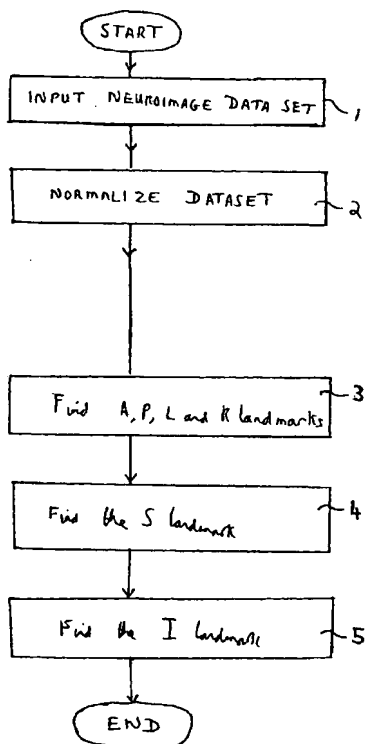 START
INPUT NEUROIMAGE DATA SET
1
NORMALIZE DATASET
2
Find A, P, L and R landmarks
3
Find the S landmark
4
Find the I landmark
5
END